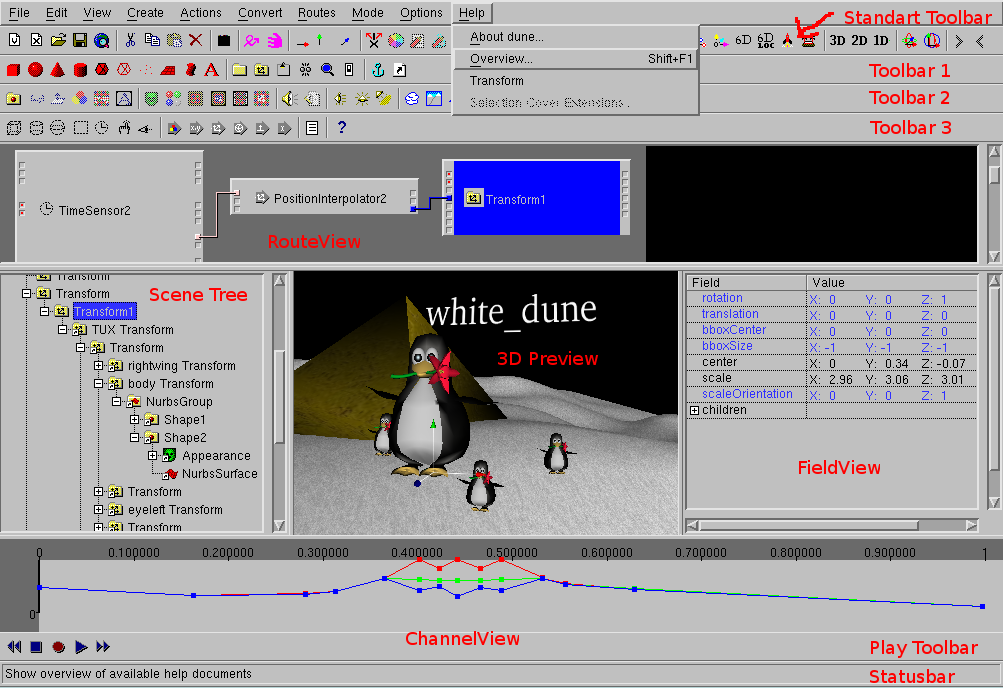 File Edit View Create Actions Convert Routes Mode Options Help
Standart Toolbar
About dune...
6D 6D LOC 3D 2D 1D
Overview... Shift+F1
Toolbar 1
Transform
Selection Cover Extensions .
Toolbar 2
?
Toolbar 3
TimeSensor2
PositionInterpolator2
Transform1
RouteView
Transform
Transform
Scene Tree
Transform1
TUX Transform
Transform
rightwing Transform
body Transform
NurbsGroup
Shape1
Shape2
Appearance
NurbsSurface
Transform
eyeleft Transform
Transform
white_dune
3D Preview
Field Value
rotation X: 0 Y: 0 Z: 1
translation X: 0 Y: 0 Z: 0
bboxCenter X: 0 Y: 0 Z: 0
bboxSize X: -1 Y: -1 Z: -1
center X: 0 Y: 0.34 Z: -0.07
scale X: 2.96 Y: 3.06 Z: 3.01
scaleOrientation X: 0 Y: 0 Z: 1
children
FieldView
0 0.100000 0.200000 0.300000 0.400000 0.500000 0.600000 0.700000 0.800000 0.900000 1
0
ChannelView
Play Toolbar
Show overview of available help documents
Statusbar